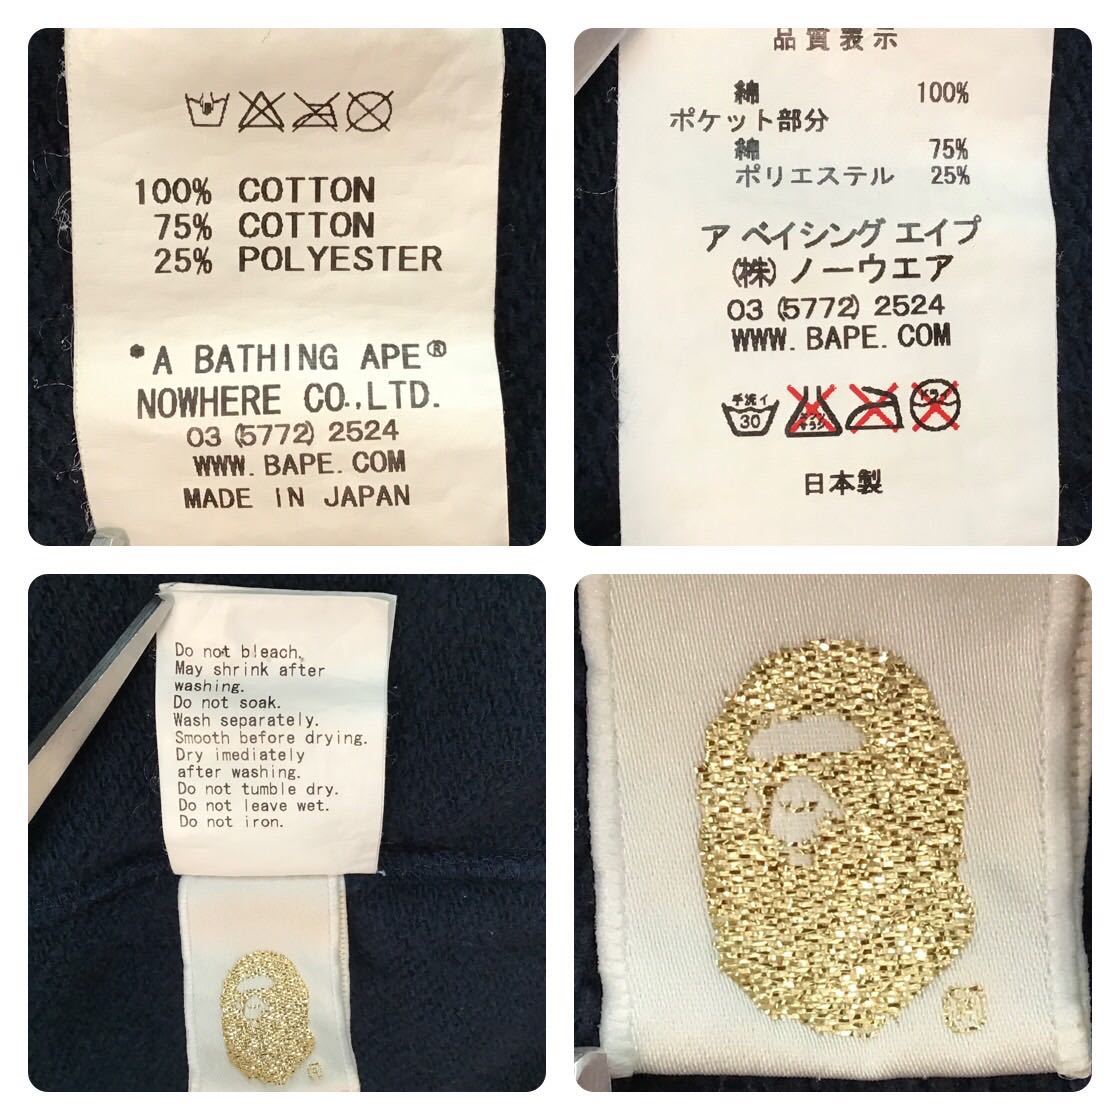 100% COTTON
75% COTTON
25% POLYESTER
*A BATHING APE®
NOWHERE CO.,LTD.
03 (5772) 2524
WWW. BAPE. COM
MADE IN JAPAN
品質表示
綿 100%
ポケット部分
綿 75%
ポリエステル 25%
ア ベイシング エイプ
(株) ノーウエア
03 (5772) 2524
WWW. BAPE. COM
手洗イ
30
ドライ
日本製
Do not bleach.
May shrink after
washing.
Do not soak.
Wash separately.
Smooth before drying.
Dry imediately
after washing.
Do not tumble dry.
Do not leave wet.
Do not iron.